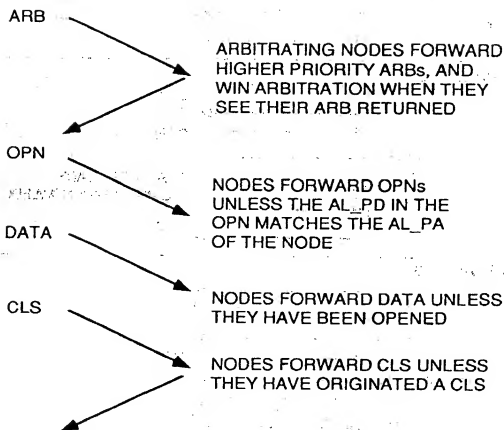 ARB
ARBITRATING NODES FORWARD
HIGHER PRIORITY ARBs, AND
WIN ARBITRATION WHEN THEY
SEE THEIR ARB RETURNED
OPN
NODES FORWARD OPNs
UNLESS THE AL_PD IN THE
OPN MATCHES THE AL_PA
OF THE NODE
DATA
NODES FORWARD DATA UNLESS
THEY HAVE BEEN OPENED
CLS
NODES FORWARD CLS UNLESS
THEY HAVE ORIGINATED A CLS